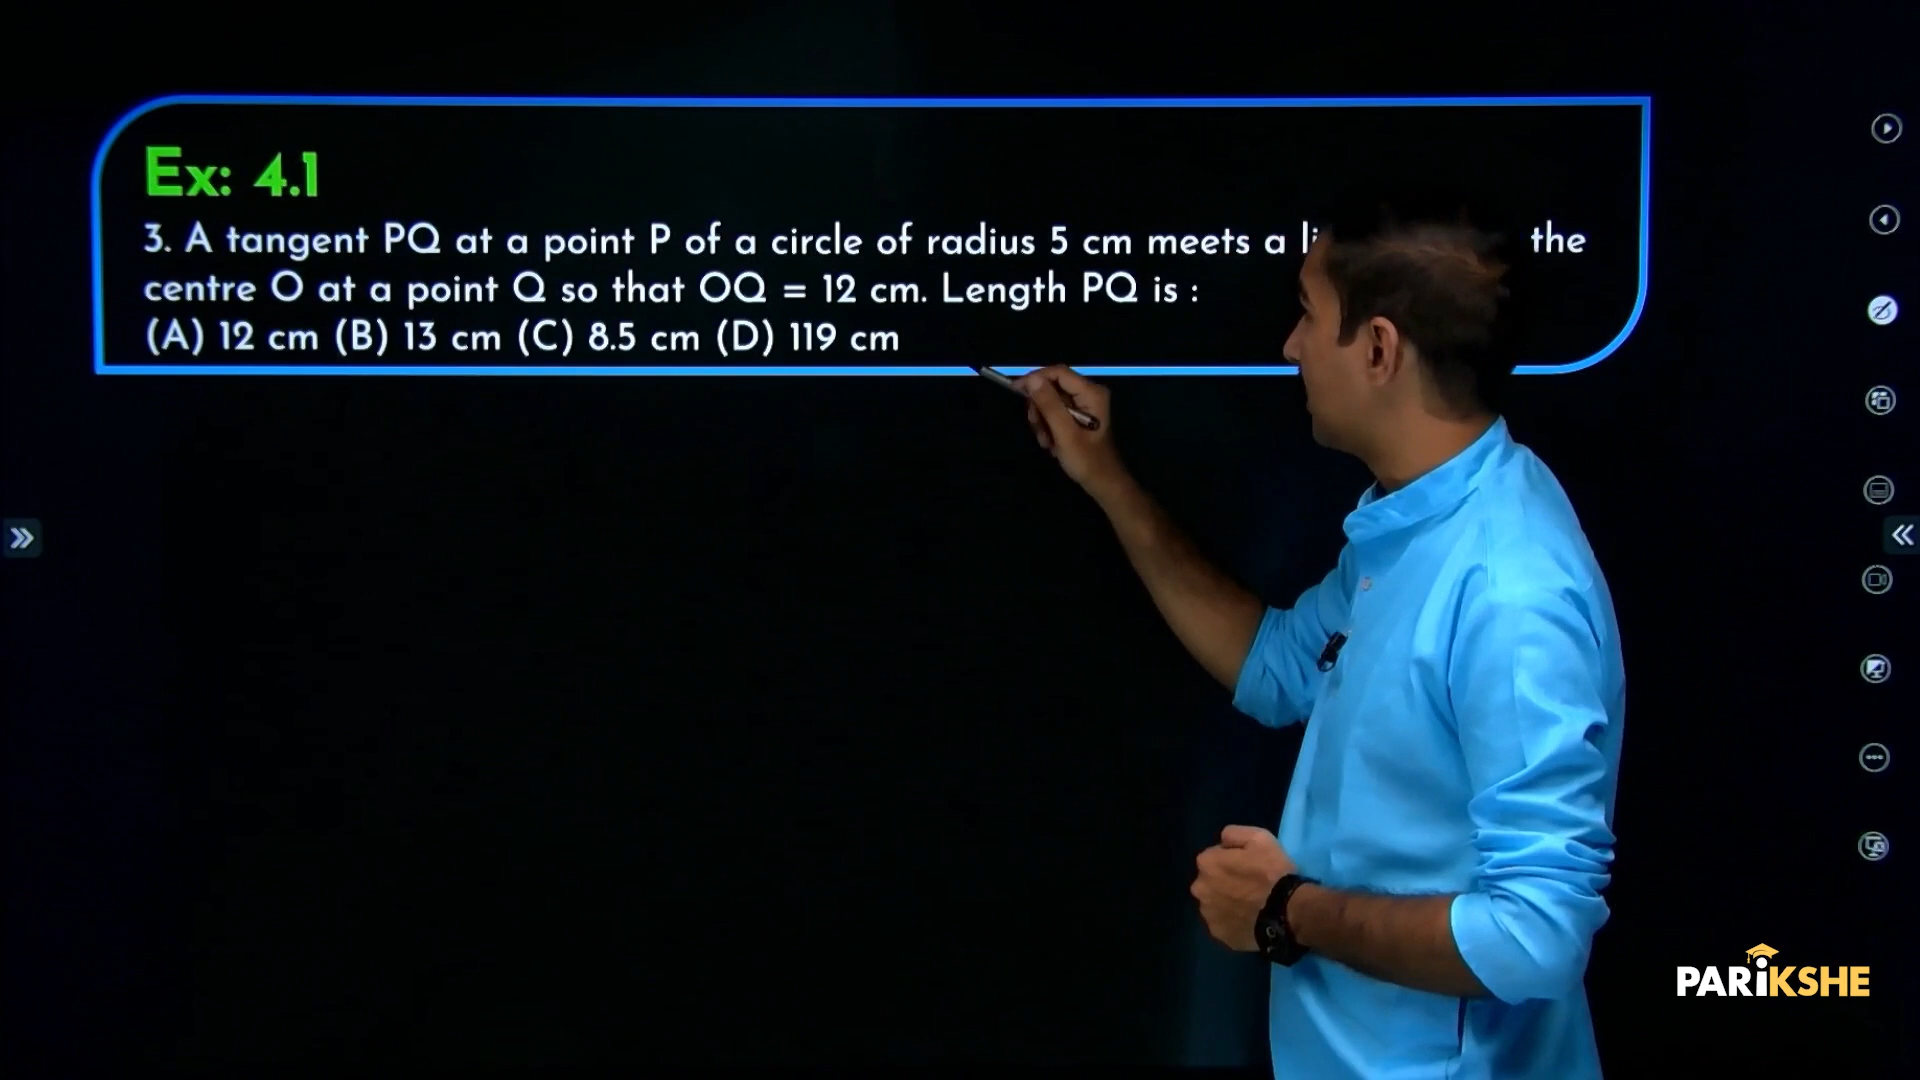 Ex: 4.1
3. A tangent PQ at a point P of a circle of radius 5 cm meets a the
centre O at a point Q so that OQ = 12 cm. Length PQ is :
(A) 12 cm (B) 13 cm (C) 8.5 cm (D) 119 cm
PARiKSHE